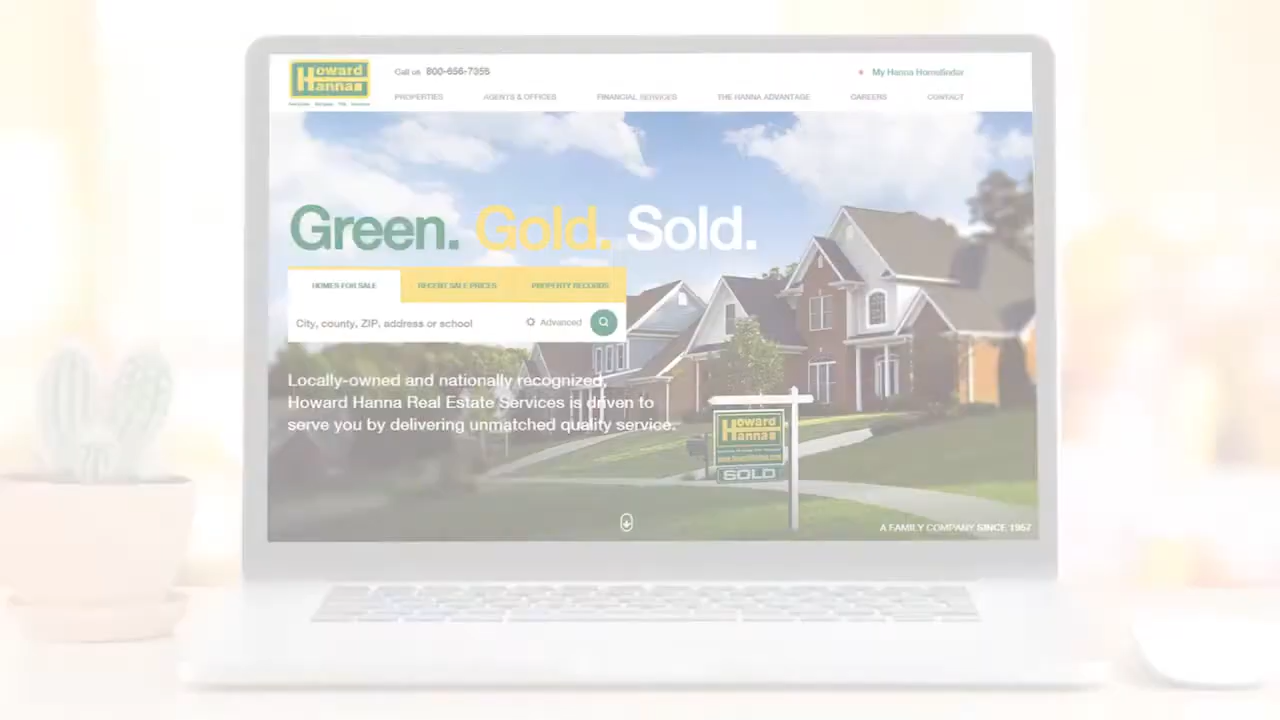 Howard
Hanna
Call us 800-656-7356
My Hanna Homefinder
PROPERTIES
AGENTS & OFFICES
FINANCIAL SERVICES
THE HANNA ADVANTAGE
CAREERS
CONTACT
Green. Gold. Sold.
HOMES FOR SALE
RECENT SALE PRICES
PROPERTY RECORDS
City, county, ZIP, address or school
Advanced
Locally-owned and nationally recognized,
Howard Hanna Real Estate Services is driven to
serve you by delivering unmatched quality service.
Howard
Hanna
SOLD
A FAMILY COMPANY SINCE 1957